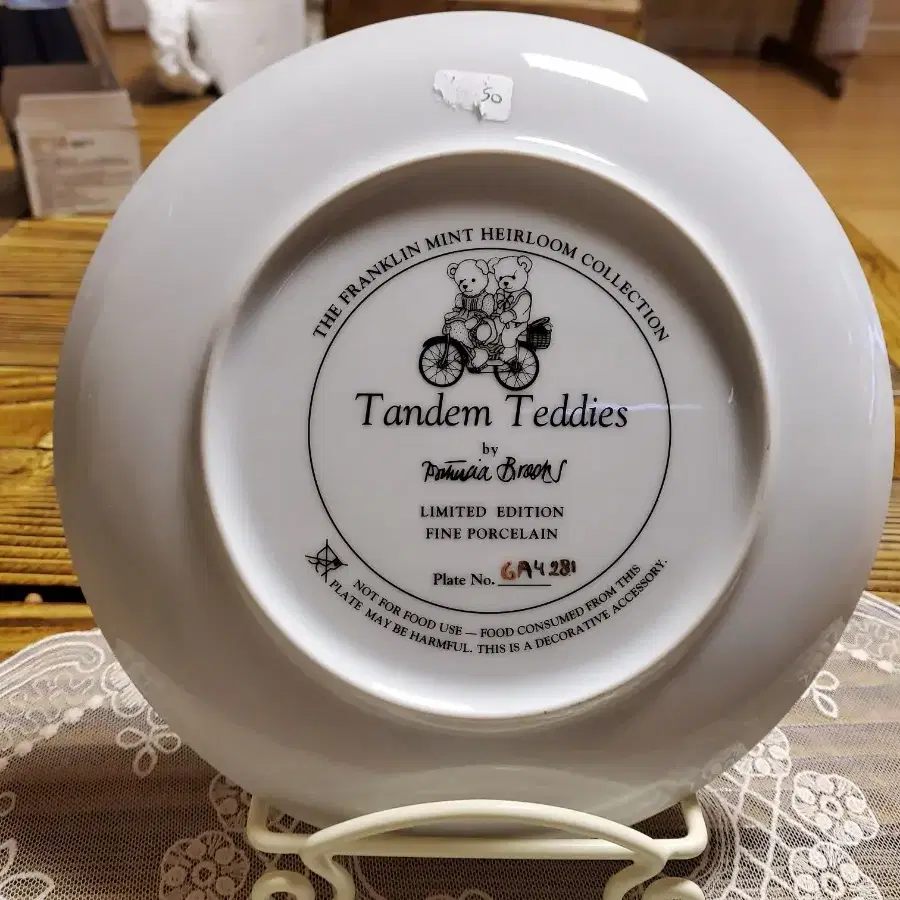 50
THE FRANKLIN MINT HEIRLOOM COLLECTION
Tandem Teddies
by
Patricia Brooks
LIMITED EDITION
FINE PORCELAIN
Plate No. GA4281
NOT FOR FOOD USE — FOOD CONSUMED FROM THIS
PLATE MAY BE HARMFUL. THIS IS A DECORATIVE ACCESSORY.